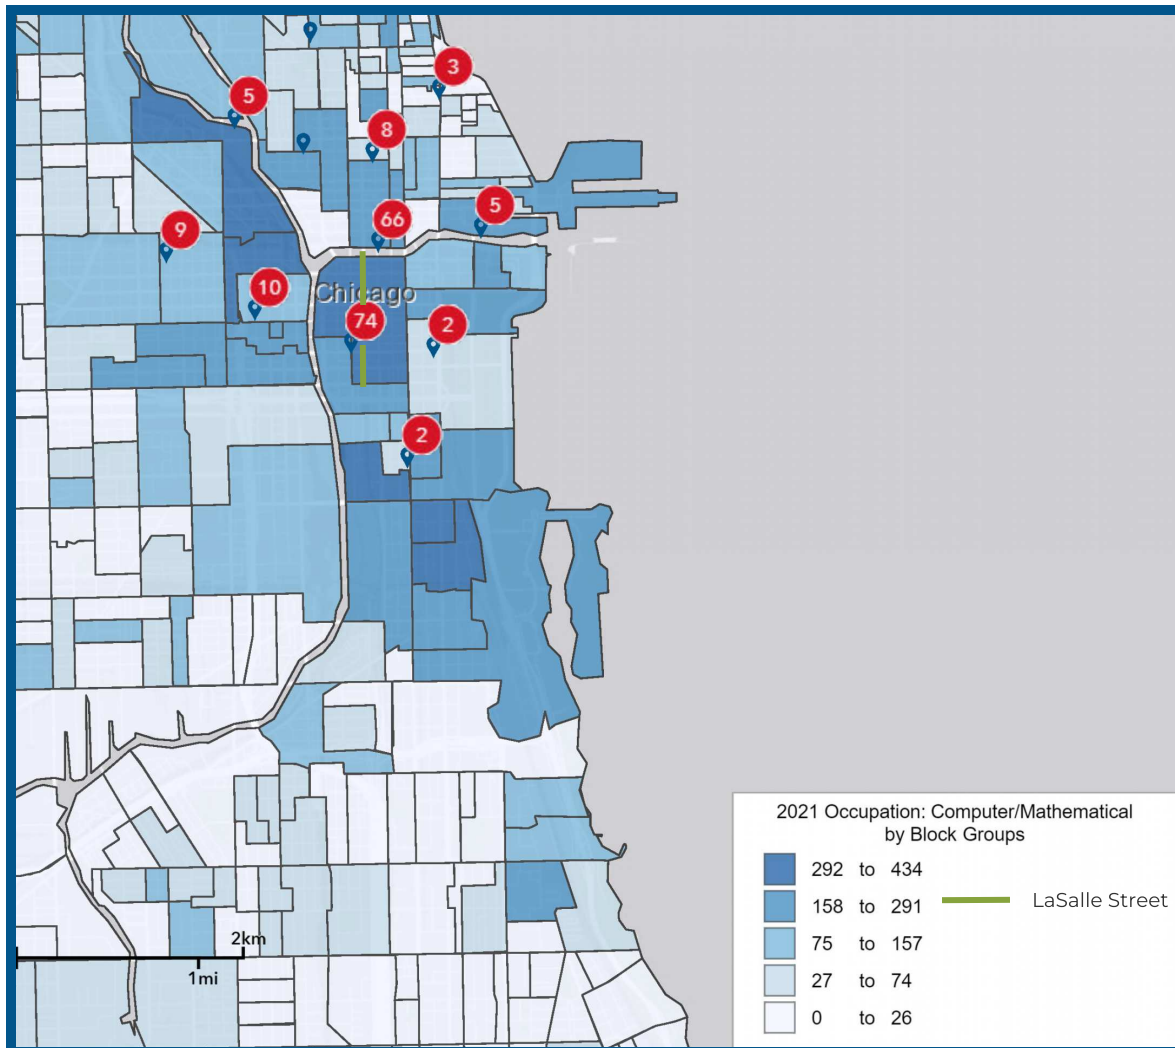 3
5
8
5
66
9
10
Chicago
74
2
2
2021 Occupation: Computer/Mathematical
by Block Groups
292 to 434
158 to 291
LaSalle Street
75 to 157
27 to 74
0 to 26
2km
1mi